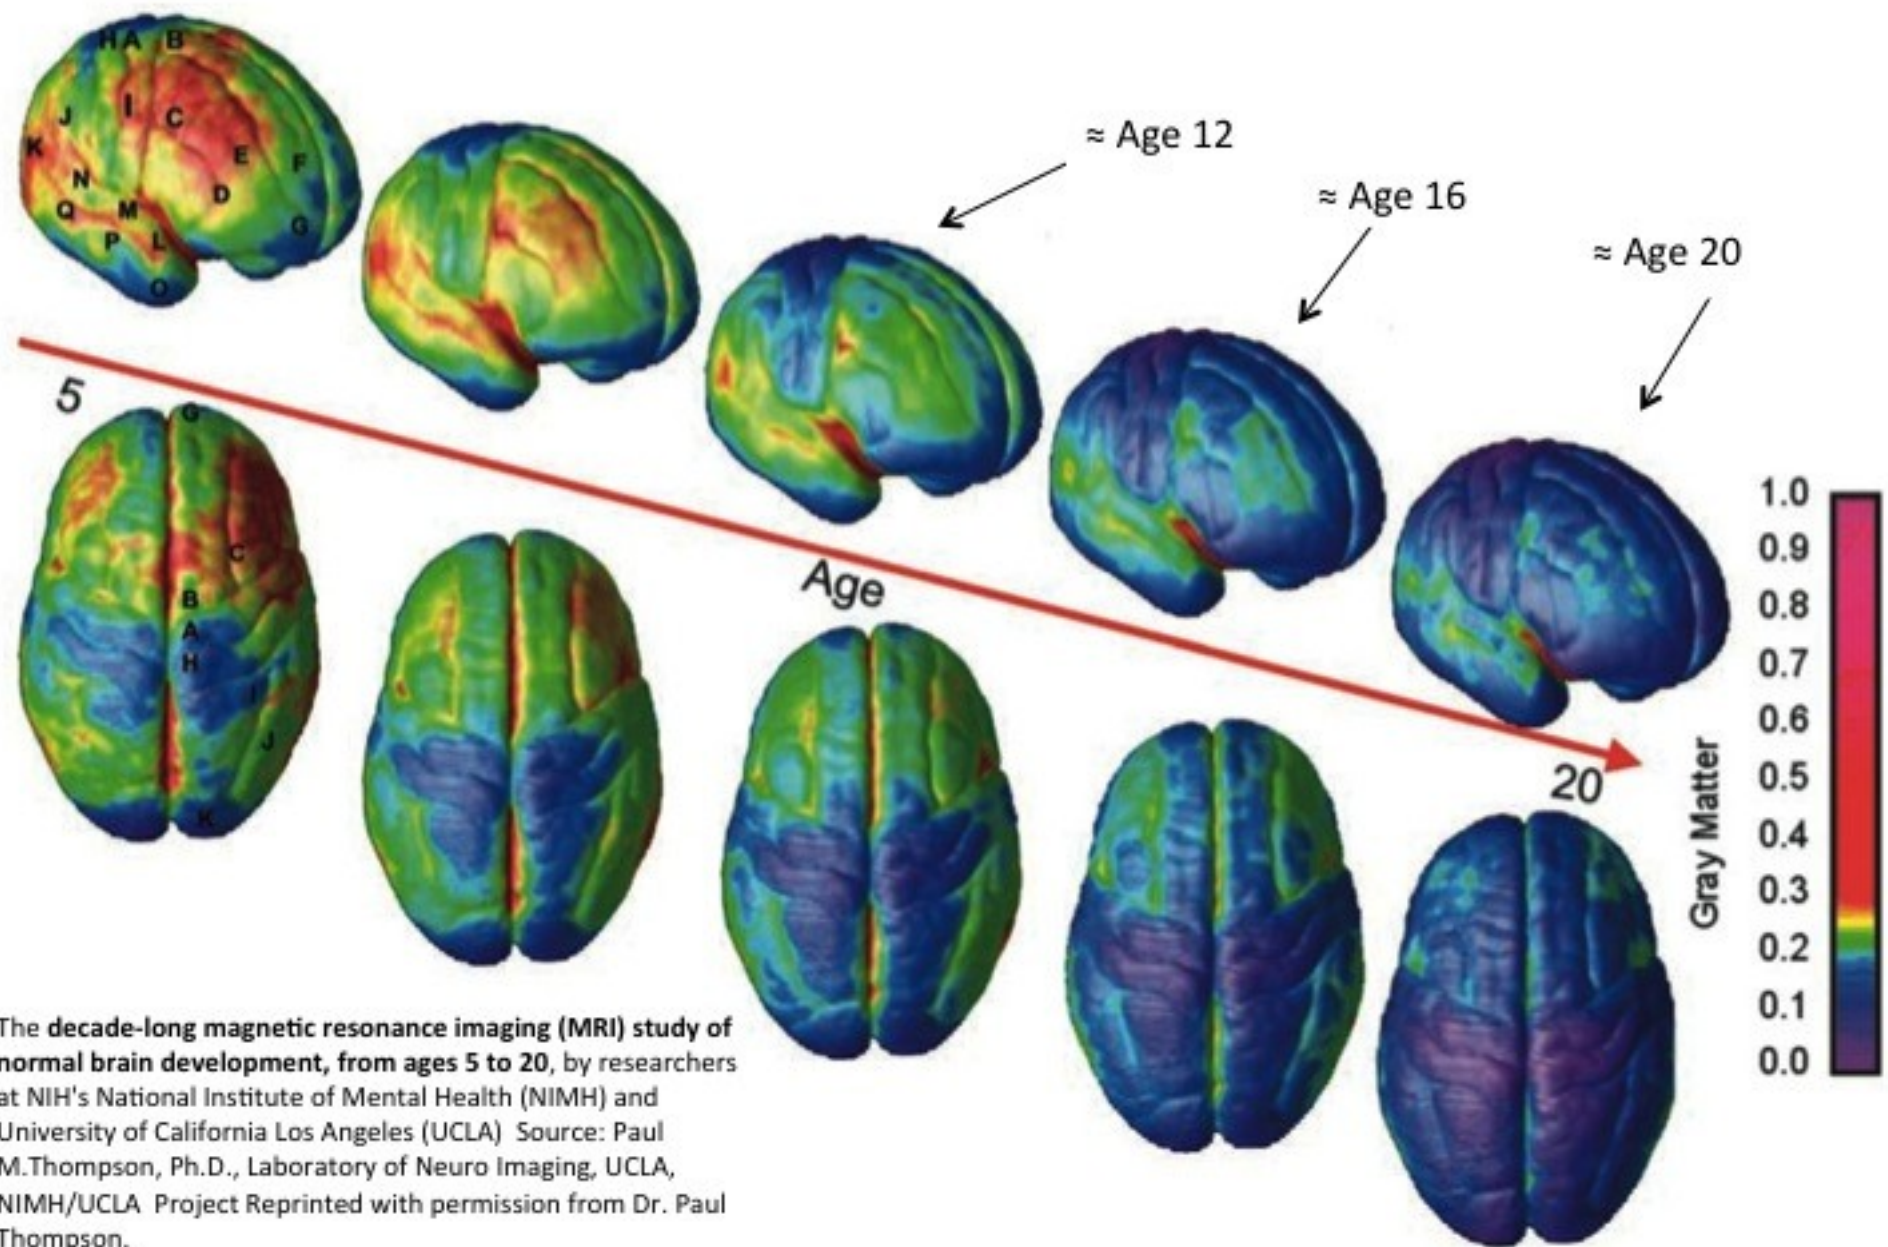 H A B
J I C
K E F
N D
Q M G
P L
O
≈ Age 12
≈ Age 16
≈ Age 20
5
Age
20
G
C
B
A
H
I
J
K
Gray Matter
1.0
0.9
0.8
0.7
0.6
0.5
0.4
0.3
0.2
0.1
0.0
The decade-long magnetic resonance imaging (MRI) study of
normal brain development, from ages 5 to 20, by researchers
at NIH's National Institute of Mental Health (NIMH) and
University of California Los Angeles (UCLA) Source: Paul
M.Thompson, Ph.D., Laboratory of Neuro Imaging, UCLA,
NIMH/UCLA Project Reprinted with permission from Dr. Paul
Thompson.